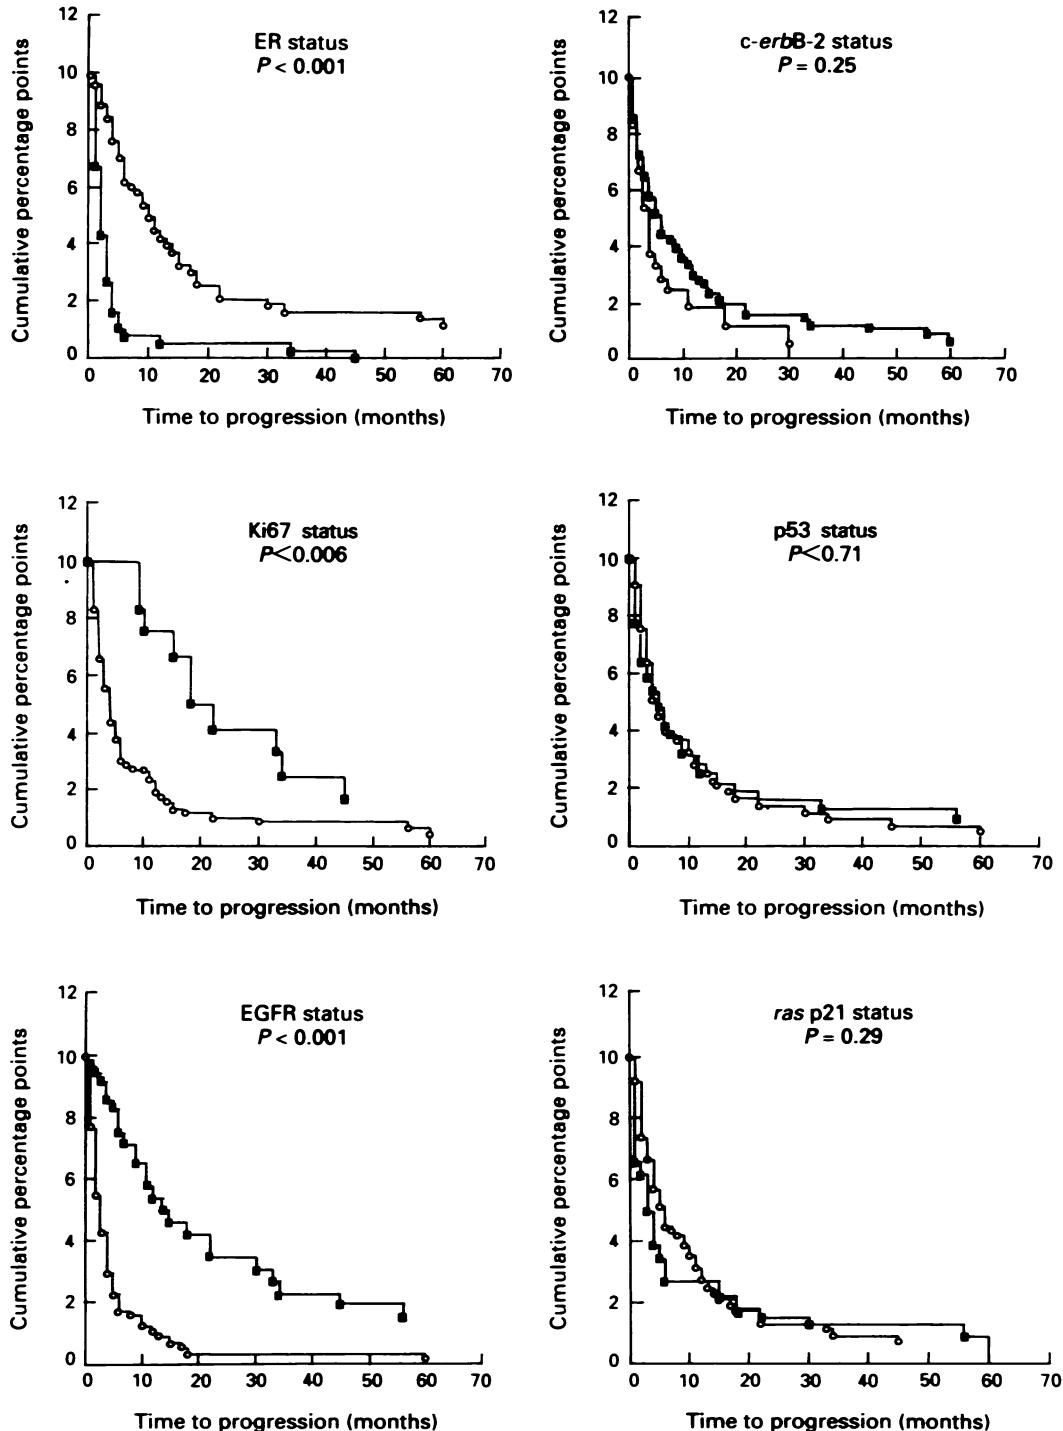 ER status
P < 0.001
Cumulative percentage points
12
10
8
6
4
2
0
0 10 20 30 40 50 60 70
Time to progression (months)
c-erbB-2 status
P = 0.25
Cumulative percentage points
12
10
8
6
4
2
0
0 10 20 30 40 50 60 70
Time to progression (months)
Ki67 status
P<0.006
Cumulative percentage points
12
10
8
6
4
2
0
0 10 20 30 40 50 60 70
Time to progression (months)
p53 status
P<0.71
Cumulative percentage points
12
10
8
6
4
2
0
0 10 20 30 40 50 60 70
Time to progression (months)
EGFR status
P < 0.001
Cumulative percentage points
12
10
8
6
4
2
0
0 10 20 30 40 50 60 70
Time to progression (months)
ras p21 status
P = 0.29
Cumulative percentage points
12
10
8
6
4
2
0
0 10 20 30 40 50 60 70
Time to progression (months)